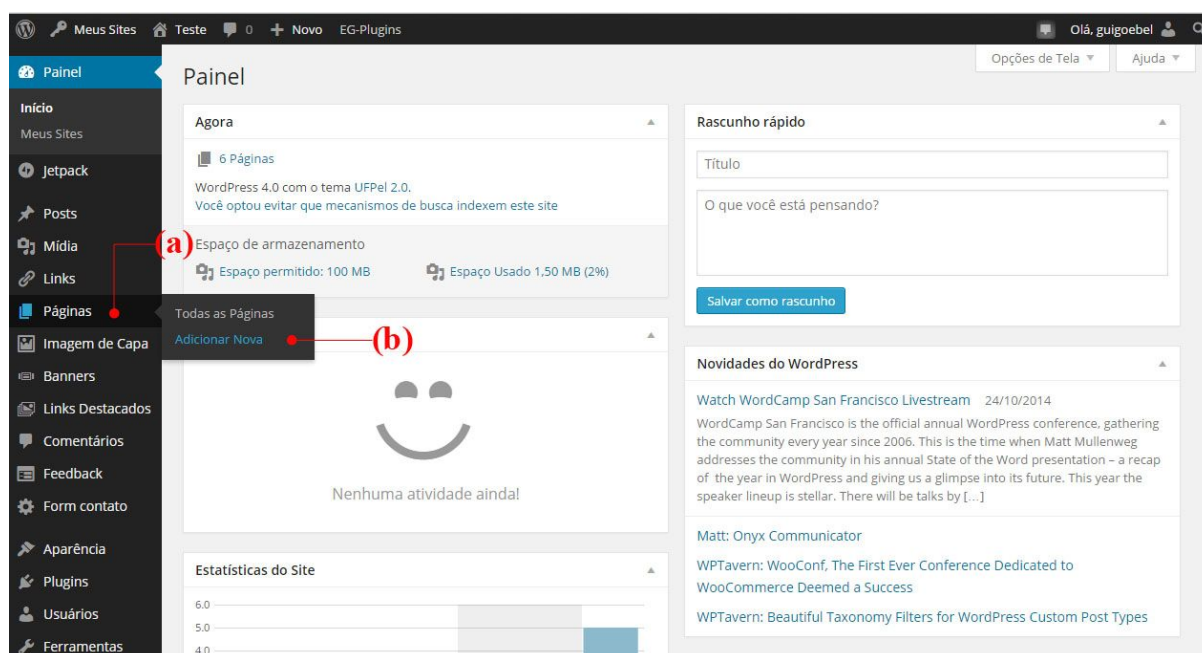 Meus Sites Teste 0 + Novo EG-Plugins Olá, guigoebel
Opções de Tela Ajuda
Painel
Início
Meus Sites
Jetpack
Posts
Mídia
Links
Páginas
Imagem de Capa
Banners
Links Destacados
Comentários
Feedback
Form contato
Aparência
Plugins
Usuários
Ferramentas
(a)
Todas as Páginas
Adicionar Nova
(b)
Painel
Agora
6 Páginas
WordPress 4.0 com o tema UFPel 2.0.
Você optou evitar que mecanismos de busca indexem este site
Espaço de armazenamento
Espaço permitido: 100 MB Espaço Usado 1,50 MB (2%)
Nenhuma atividade ainda!
Estatísticas do Site
6.0
5.0
4.0
Rascunho rápido
Título
O que você está pensando?
Salvar como rascunho
Novidades do WordPress
Watch WordCamp San Francisco Livestream 24/10/2014
WordCamp San Francisco is the official annual WordPress conference, gathering
the community every year since 2006. This is the time when Matt Mullenweg
addresses the community in his annual State of the Word presentation – a recap
of the year in WordPress and giving us a glimpse into its future. This year the
speaker lineup is stellar. There will be talks by […]
Matt: Onyx Communicator
WPTavern: WooConf, The First Ever Conference Dedicated to
WooCommerce Deemed a Success
WPTavern: Beautiful Taxonomy Filters for WordPress Custom Post Types